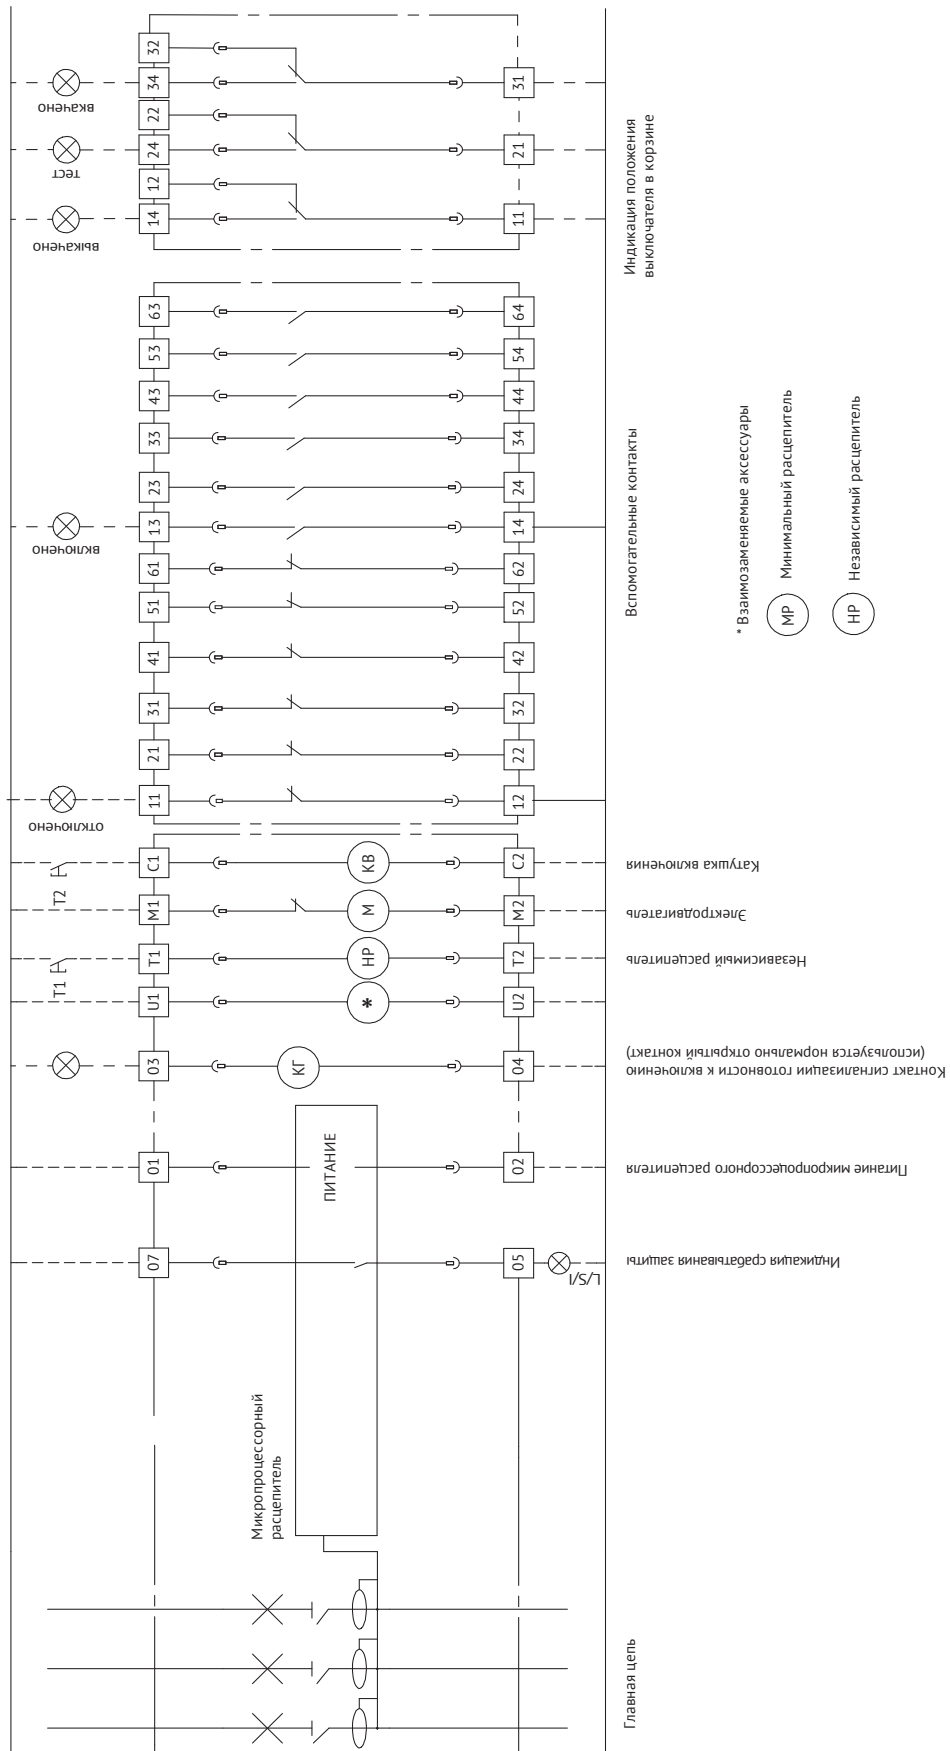 вкачено
тест
выкачено
32
34
22
24
12
14
31
21
11
Индикация положения
выключателя в корзине
63
53
43
33
23
13
61
51
41
31
21
11
64
54
44
34
24
14
62
52
42
32
22
12
включено
отключено
Вспомогательные контакты
* Взаимозаменяемые аксессуары
МР
Минимальный расцепитель
НР
Независимый расцепитель
T2
C1
КВ
C2
Катушка включения
M1
М
M2
Электродвигатель
T1
T1
НР
T2
Независимый расцепитель
U1
*
U2
03
КГ
04
Контакт сигнализации готовности к включению
(используется нормально открытый контакт)
01
ПИТАНИЕ
02
Питание микропроцессорного расцепителя
07
05
L/S/I
Индикация срабатывания защиты
Микропроцессорный
расцепитель
Главная цепь